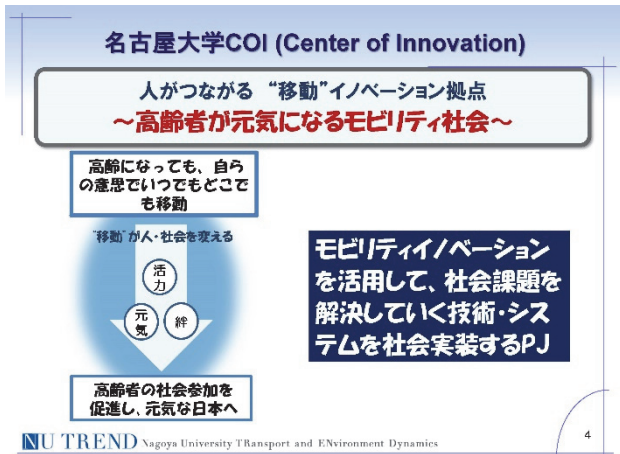 名古屋大学COI (Center of Innovation)
人がつながる “移動”イノベーション拠点
～高齢者が元気になるモビリティ社会～
高齢になっても、自ら
の意思でいつでもどこで
も移動
“移動”が人・社会を変える
活
力
元
気
絆
高齢者の社会参加を
促進し、元気な日本へ
モビリティイノベーション
を活用して、社会課題を
解決していく技術・シス
テムを社会実装するPJ
NU TREND Nagoya University TRansport and ENvironment Dynamics
4